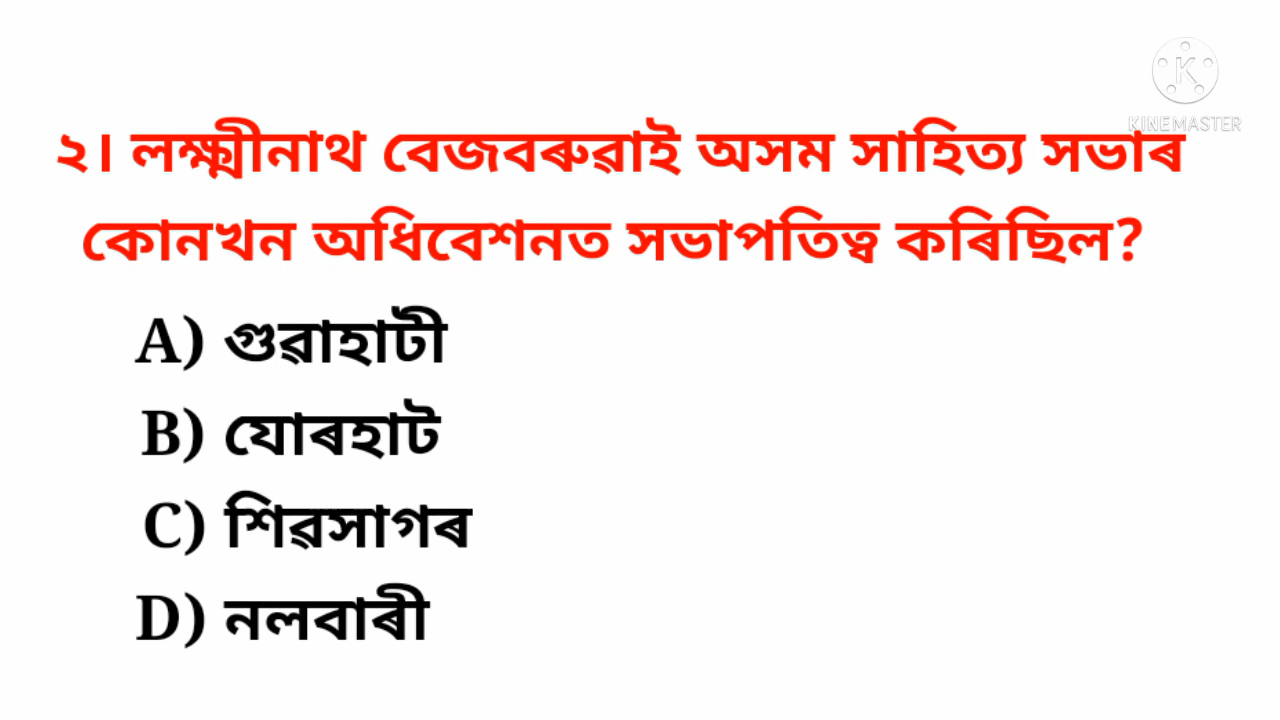 KINEMASTER
২। লক্ষ্মীনাথ বেজবৰুৱাই অসম সাহিত্য সভাৰ
কোনখন অধিবেশনত সভাপতিত্ব কৰিছিল?
A) গুৱাহাটী
B) যোৰহাট
C) শিৱসাগৰ
D) নলবাৰী